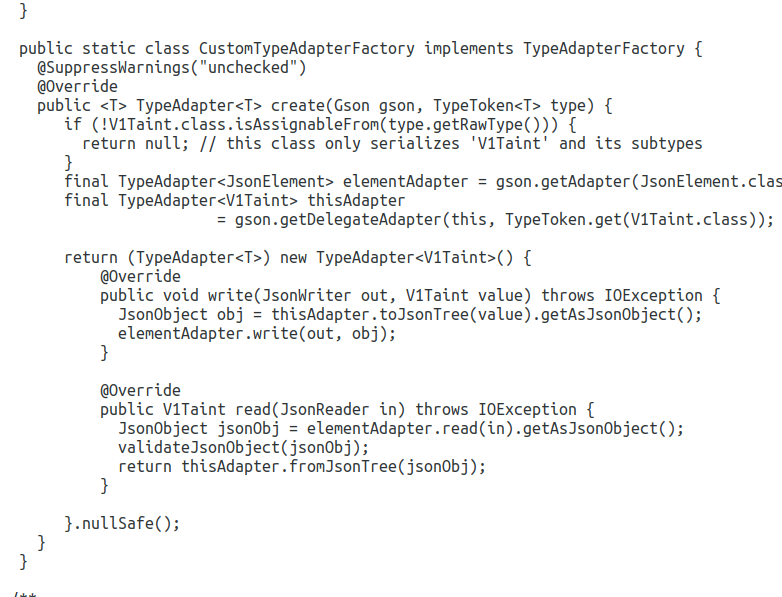 }
public static class CustomTypeAdapterFactory implements TypeAdapterFactory {
@SuppressWarnings("unchecked")
@Override
public <T> TypeAdapter<T> create(Gson gson, TypeToken<T> type) {
if (!V1Taint.class.isAssignableFrom(type.getRawType())) {
return null; // this class only serializes 'V1Taint' and its subtypes
}
final TypeAdapter<JsonElement> elementAdapter = gson.getAdapter(JsonElement.clas
final TypeAdapter<V1Taint> thisAdapter
= gson.getDelegateAdapter(this, TypeToken.get(V1Taint.class));
return (TypeAdapter<T>) new TypeAdapter<V1Taint>() {
@Override
public void write(JsonWriter out, V1Taint value) throws IOException {
JsonObject obj = thisAdapter.toJsonTree(value).getAsJsonObject();
elementAdapter.write(out, obj);
}
@Override
public V1Taint read(JsonReader in) throws IOException {
JsonObject jsonObj = elementAdapter.read(in).getAsJsonObject();
validateJsonObject(jsonObj);
return thisAdapter.fromJsonTree(jsonObj);
}
}.nullSafe();
}
}
/**